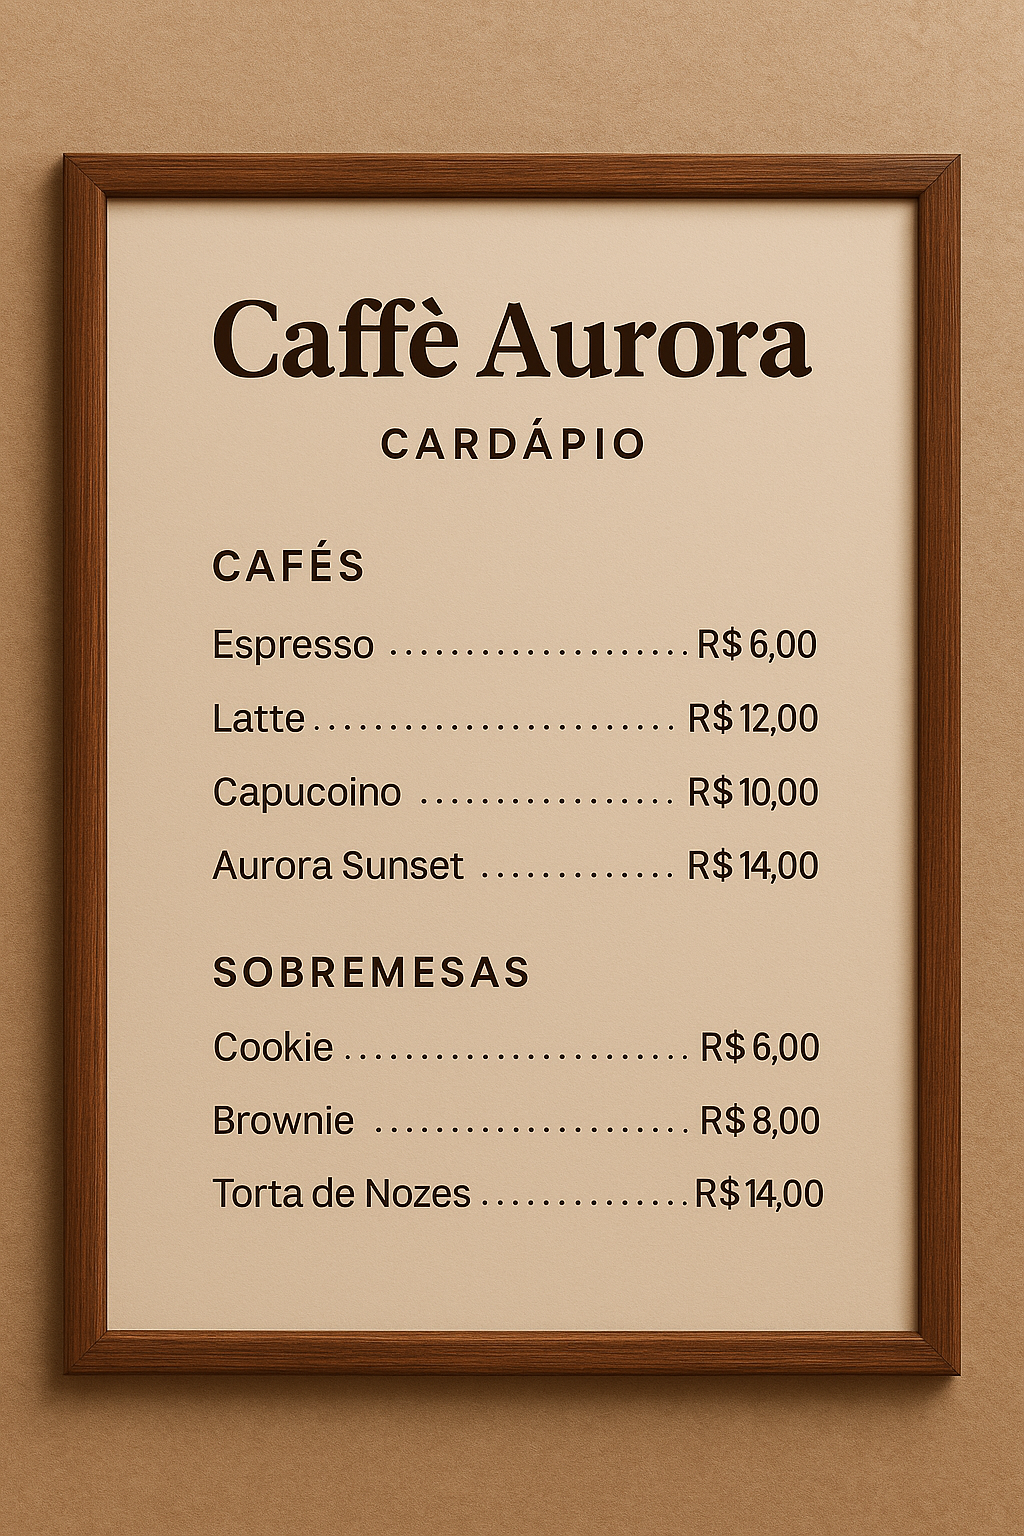 Caffè Aurora
CARDÁPIO
CAFÉS
Espresso .................... R$ 6,00
Latte ........................ R$ 12,00
Capucoino ................. R$ 10,00
Aurora Sunset ............. R$ 14,00
SOBREMESAS
Cookie ....................... R$ 6,00
Brownie ..................... R$ 8,00
Torta de Nozes .............. R$ 14,00